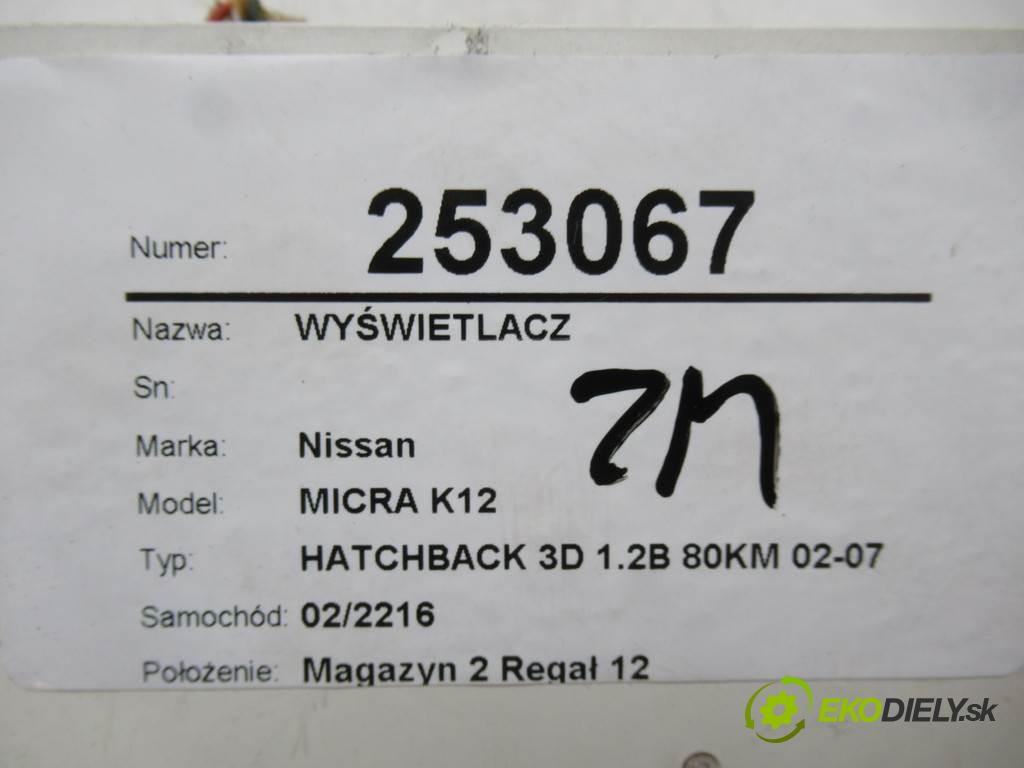 Numer: 253067
Nazwa: WYŚWIETLACZ
Sn:
Marka: Nissan
Model: MICRA K12
Typ: HATCHBACK 3D 1.2B 80KM 02-07
Samochód: 02/2216
Położenie: Magazyn 2 Regał 12
EKODIELY.sk